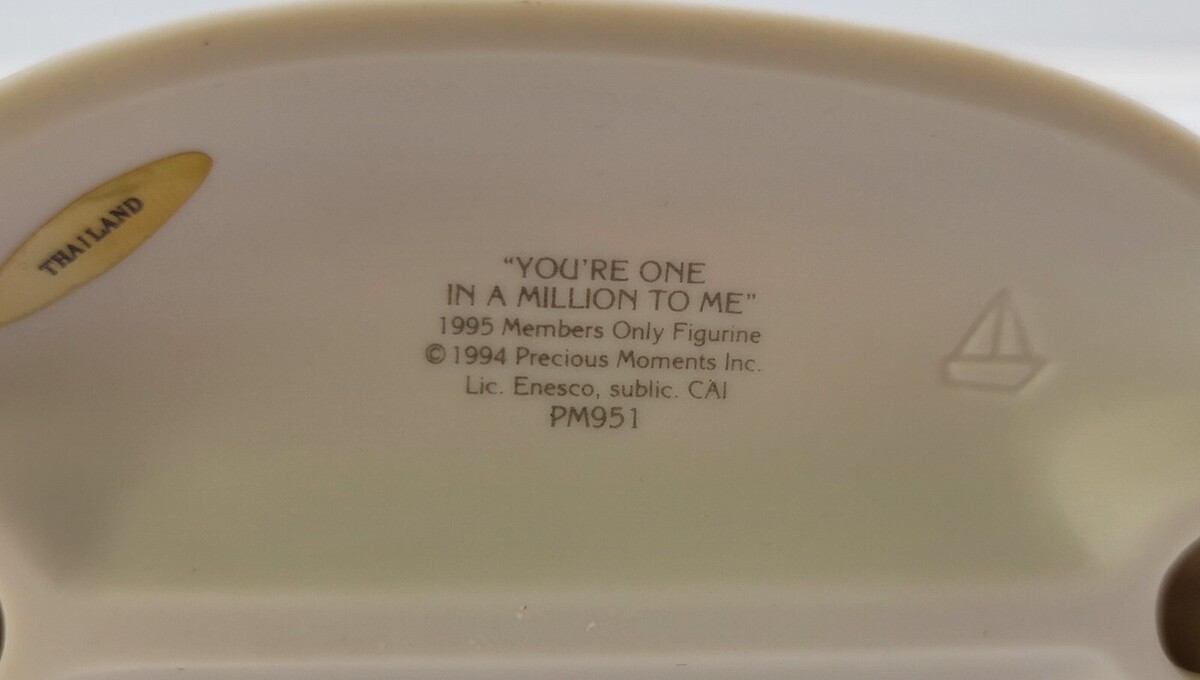 THAILAND
"YOU'RE ONE
IN A MILLION TO ME"
1995 Members Only Figurine
©1994 Precious Moments Inc.
Lic. Enesco, sublic. CAI
PM951